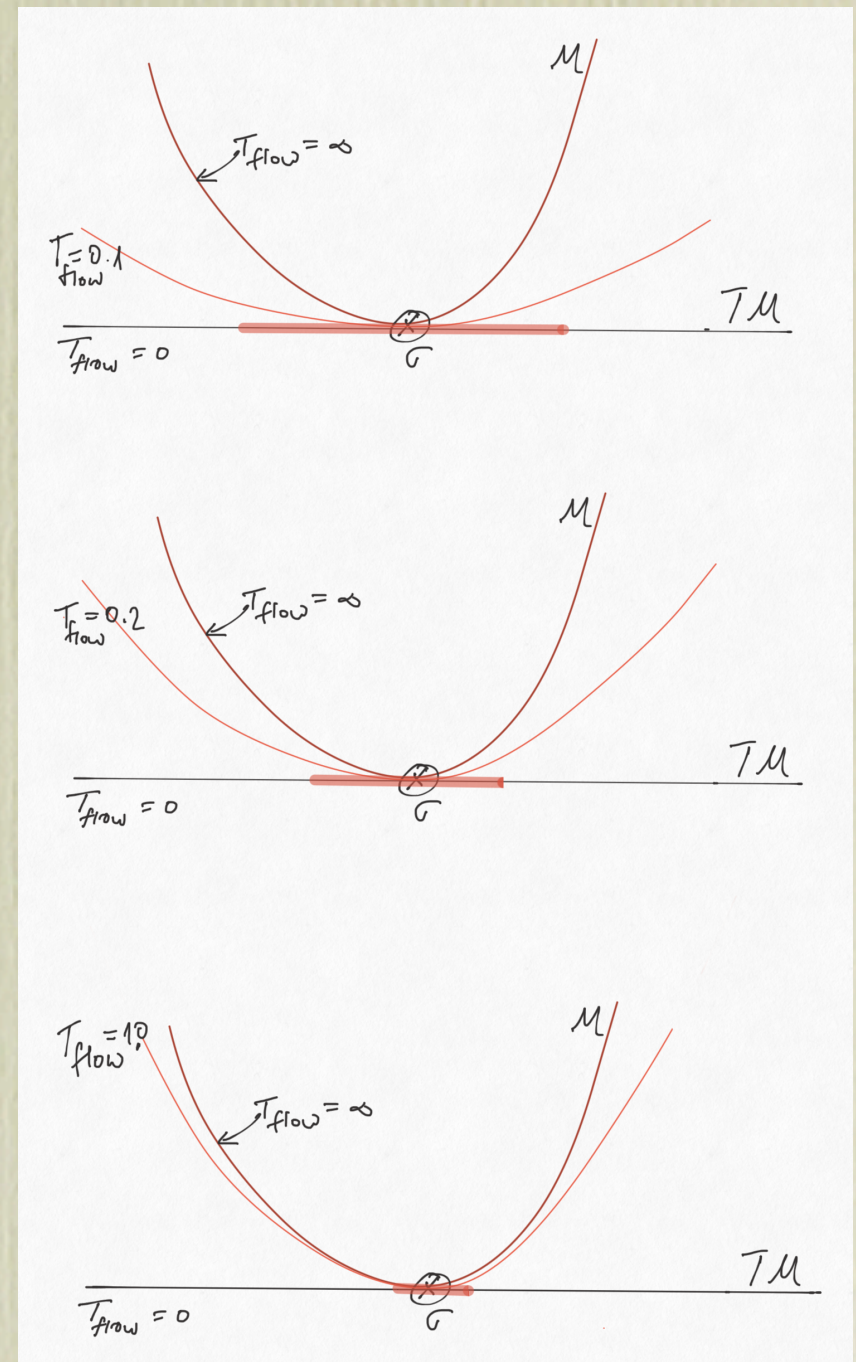 M
T_flow = ∞
T_flow = 0.1
TM
T_flow = 0
σ
M
T_flow = ∞
T_flow = 0.2
TM
T_flow = 0
σ
M
T_flow = ∞
TM
T_flow = 0
σ